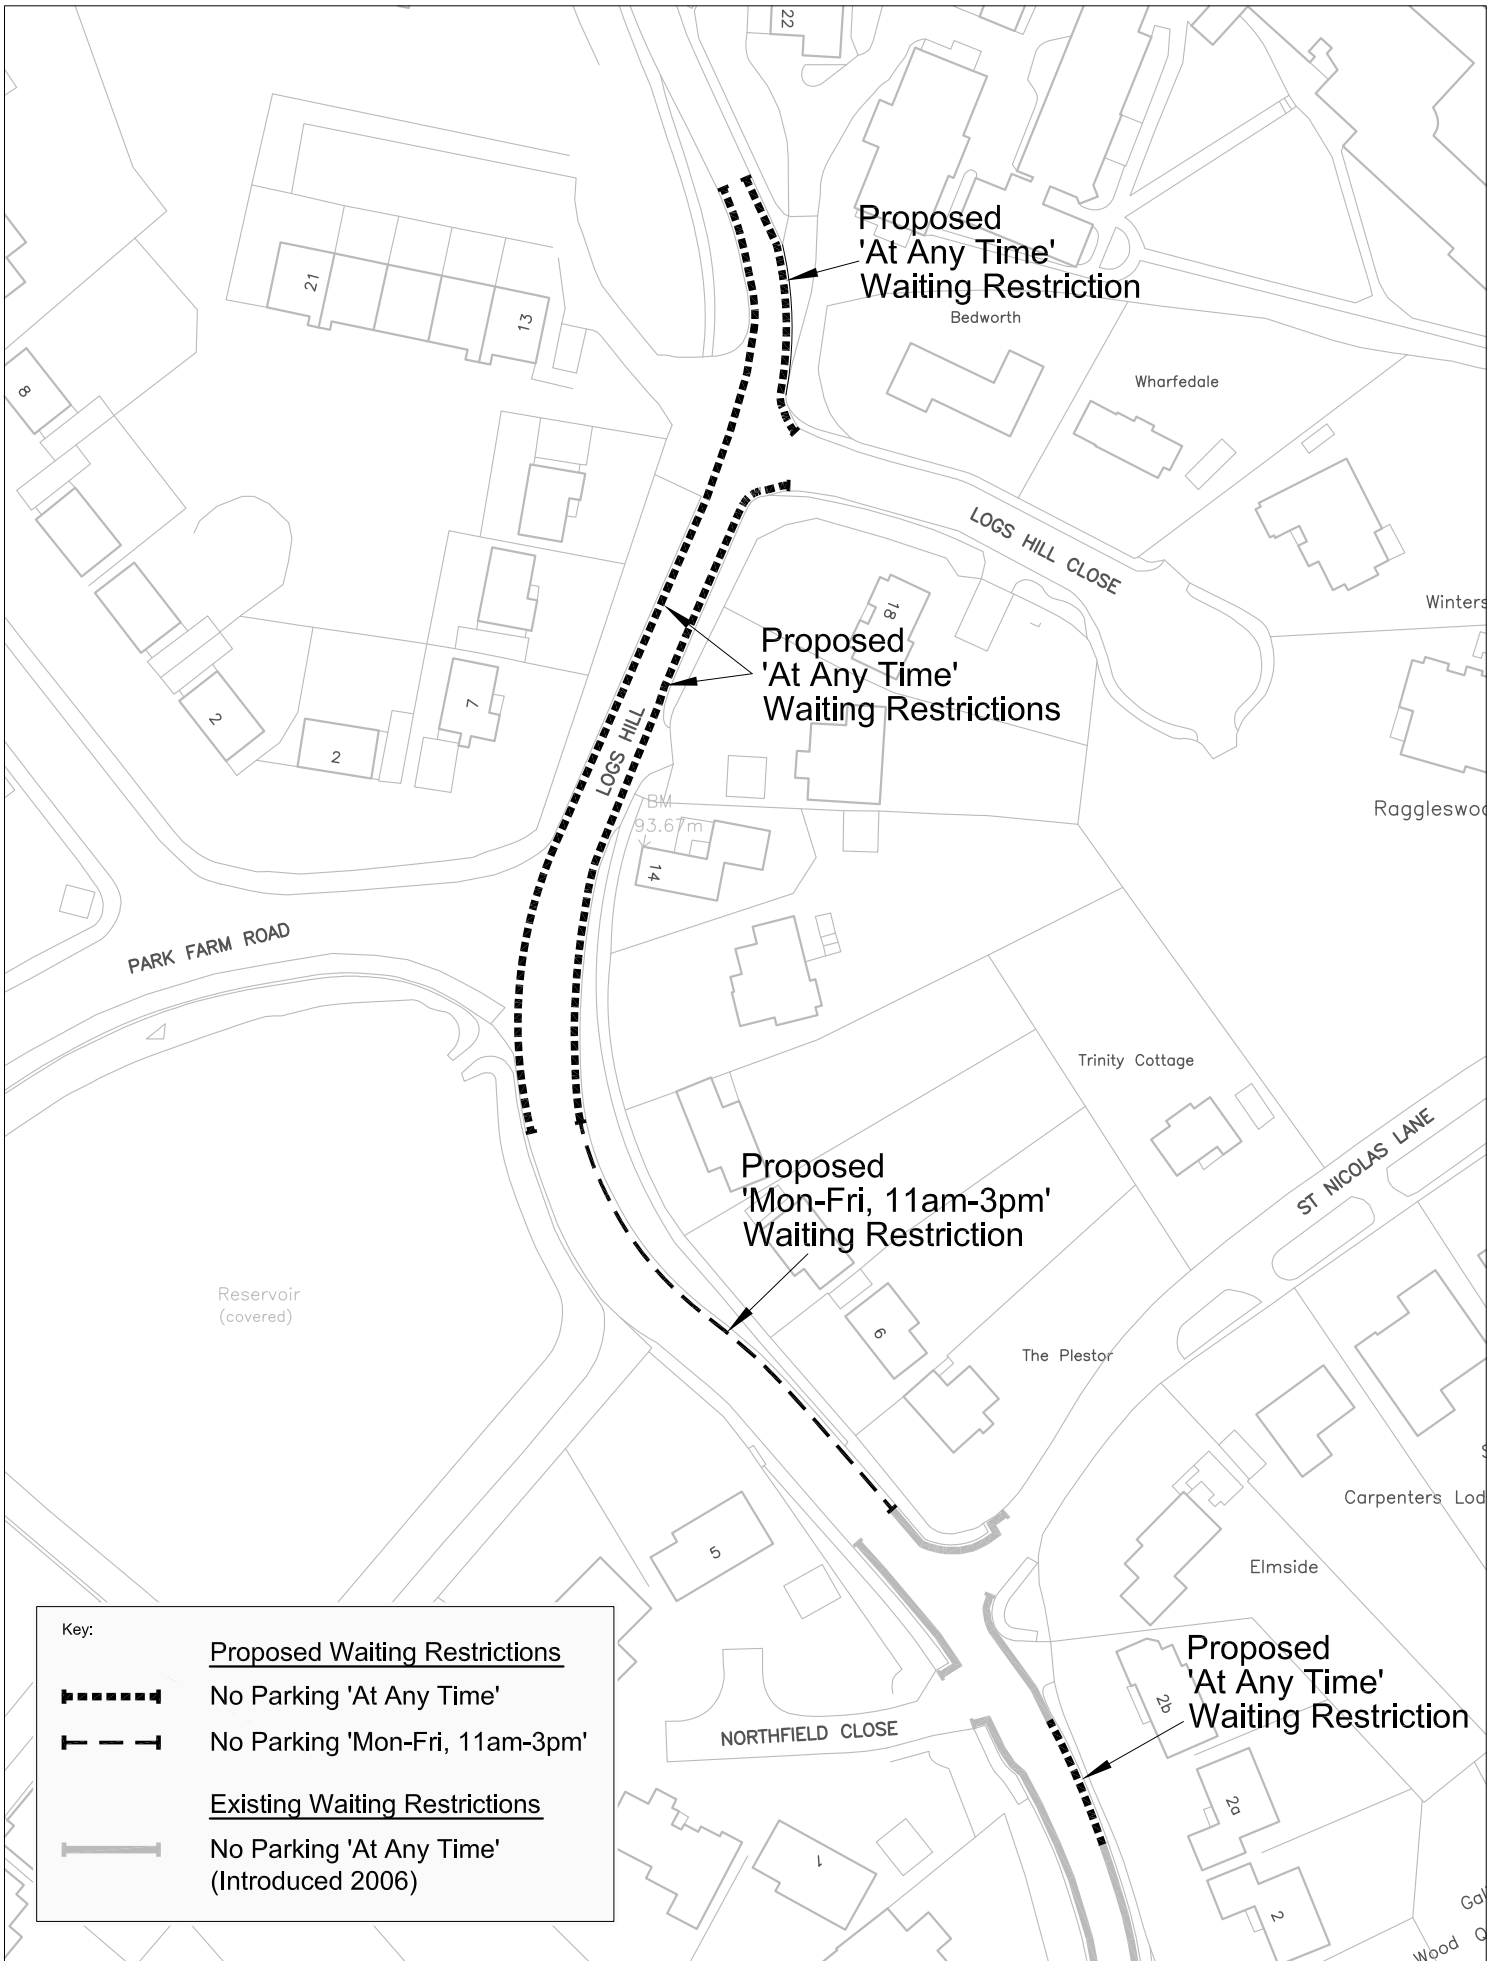 22
Proposed
'At Any Time'
Waiting Restriction
Bedworth
21
13
Wharfedale
8
LOGS HILL CLOSE
Winters
18
Proposed
'At Any Time'
Waiting Restrictions
7
2
2
LOGS HILL
BM
93.67m
Raggleswoo
14
PARK FARM ROAD
Trinity Cottage
ST NICOLAS LANE
Proposed
'Mon-Fri, 11am-3pm'
Waiting Restriction
Reservoir
(covered)
6
The Plestor
Carpenters Lod
5
Elmside
Key:
Proposed Waiting Restrictions
No Parking 'At Any Time'
No Parking 'Mon-Fri, 11am-3pm'
Existing Waiting Restrictions
No Parking 'At Any Time'
(Introduced 2006)
Proposed
'At Any Time'
Waiting Restriction
2b
NORTHFIELD CLOSE
2a
1
2
Gal
Wood Q